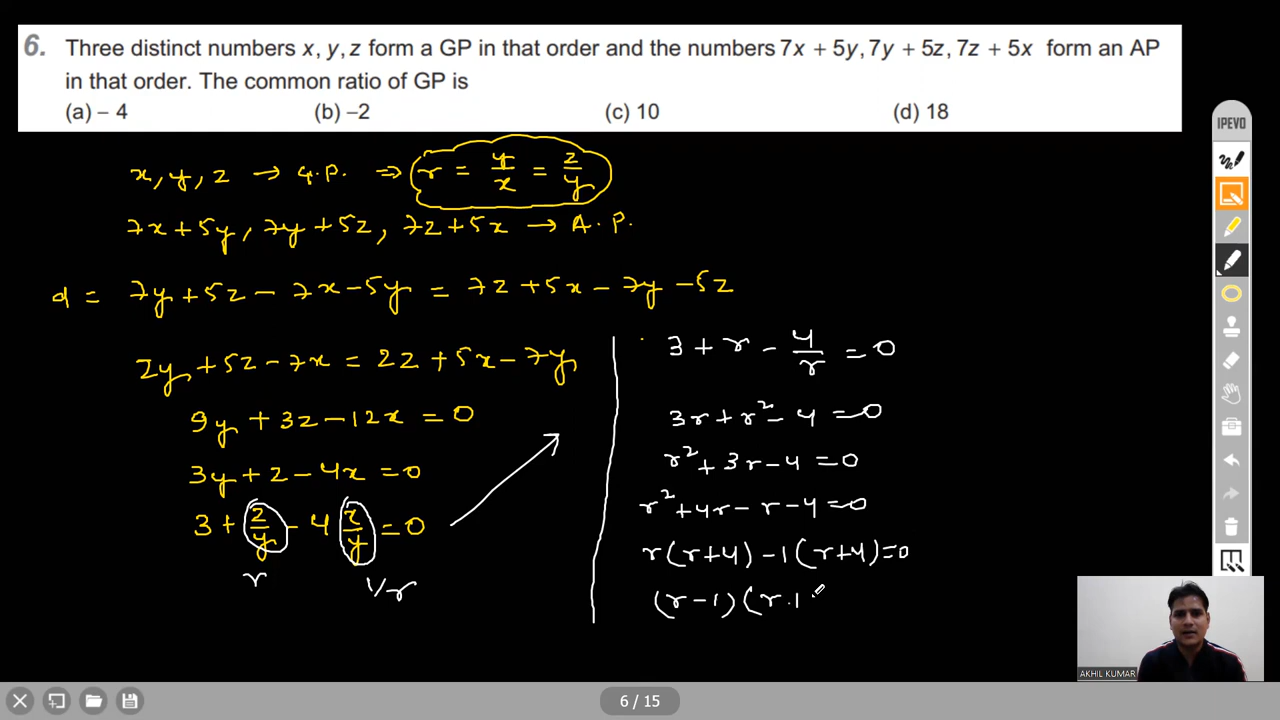 6. Three distinct numbers x, y, z form a GP in that order and the numbers 7x + 5y, 7y + 5z, 7z + 5x form an AP
in that order. The common ratio of GP is
(a) – 4 (b) –2 (c) 10 (d) 18
x, y, z → G.P. ⇒ r = y/x = z/y
7x + 5y, 7y + 5z, 7z + 5x → A.P.
d = 7y + 5z – 7x – 5y = 7z + 5x – 7y – 5z
2y + 5z – 7x = 2z + 5x – 7y
9y + 3z – 12x = 0
3y + z – 4x = 0
3 + z/y – 4 x/y = 0
r 1/r
3 + r – 4/r = 0
3r + r² – 4 = 0
r² + 3r – 4 = 0
r² + 4r – r – 4 = 0
r(r+4) – 1(r+4) = 0
(r – 1)(r
IPEVO
AKHIL KUMAR
6 / 15